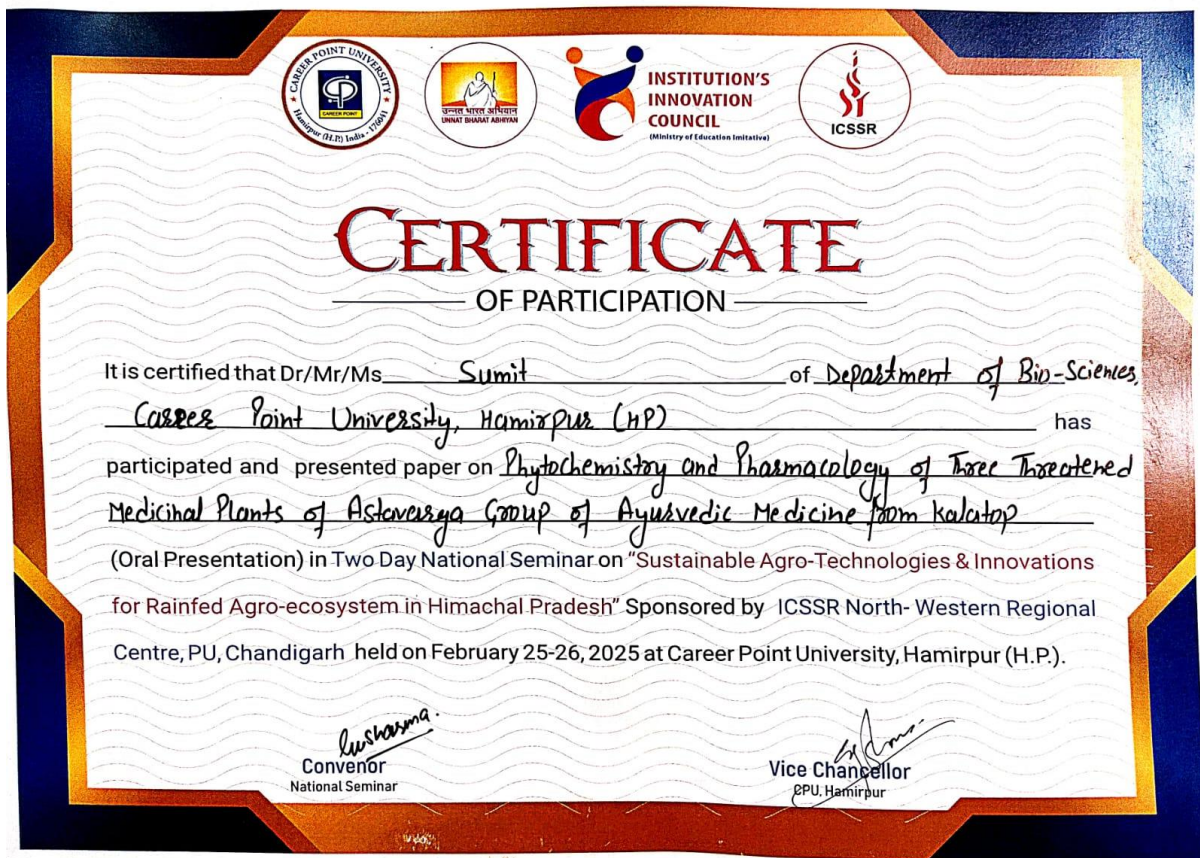 CAREER POINT UNIVERSITY
CAREER POINT
Hamirpur (H.P.) India - 176041
उन्नत भारत अभियान
UNNAT BHARAT ABHIYAN
INSTITUTION'S
INNOVATION
COUNCIL
(Ministry of Education Imitative)
ICSSR
CERTIFICATE
OF PARTICIPATION
It is certified that Dr/Mr/Ms Sumit of Department of Bio-Sciences,
Career Point University, Hamirpur (HP) has
participated and presented paper on Phytochemistry and Pharmacology of Three Threatened
Medicinal Plants of Astavarga Group of Ayurvedic Medicine from Kalatop
(Oral Presentation) in Two Day National Seminar on "Sustainable Agro-Technologies & Innovations
for Rainfed Agro-ecosystem in Himachal Pradesh" Sponsored by ICSSR North- Western Regional
Centre, PU, Chandigarh held on February 25-26, 2025 at Career Point University, Hamirpur (H.P.).
Convenor
National Seminar
Vice Chancellor
CPU, Hamirpur